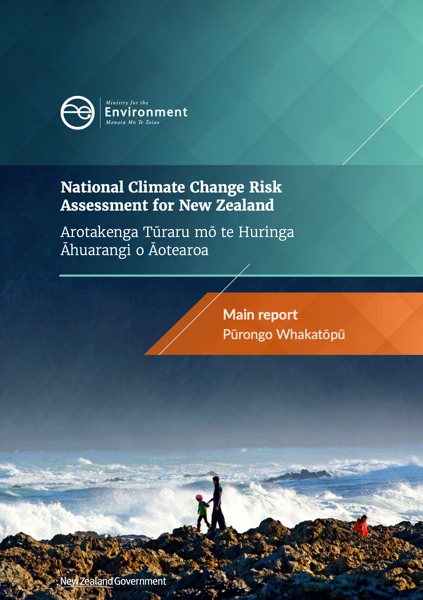 Ministry for the
Environment
Manatū Mō Te Taiao
National Climate Change Risk
Assessment for New Zealand
Arotakenga Tūraru mō te Huringa
Āhuarangi o Āotearoa
Main report
Pūrongo Whakatōpū
New Zealand Government